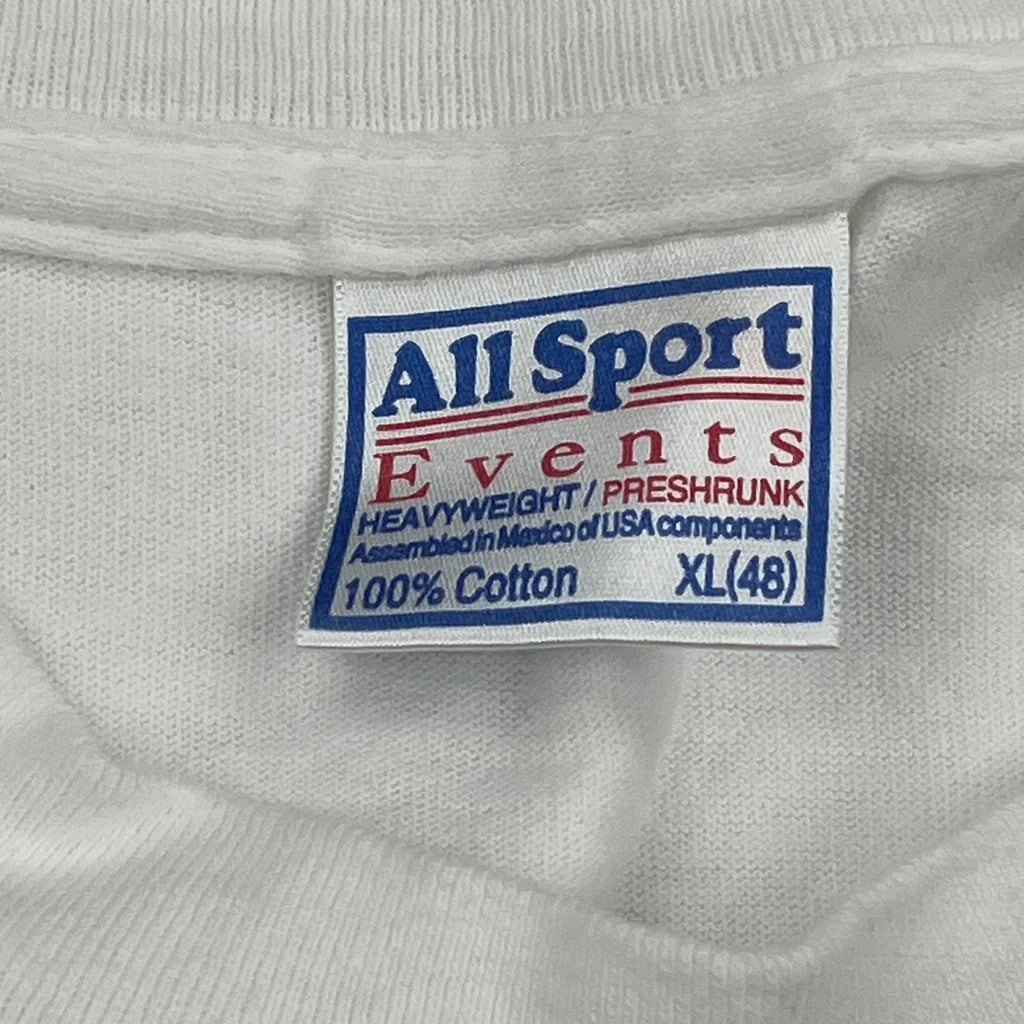 All Sport
Events
HEAVYWEIGHT / PRESHRUNK
Assembled in Mexico of USA components
100% Cotton XL(48)